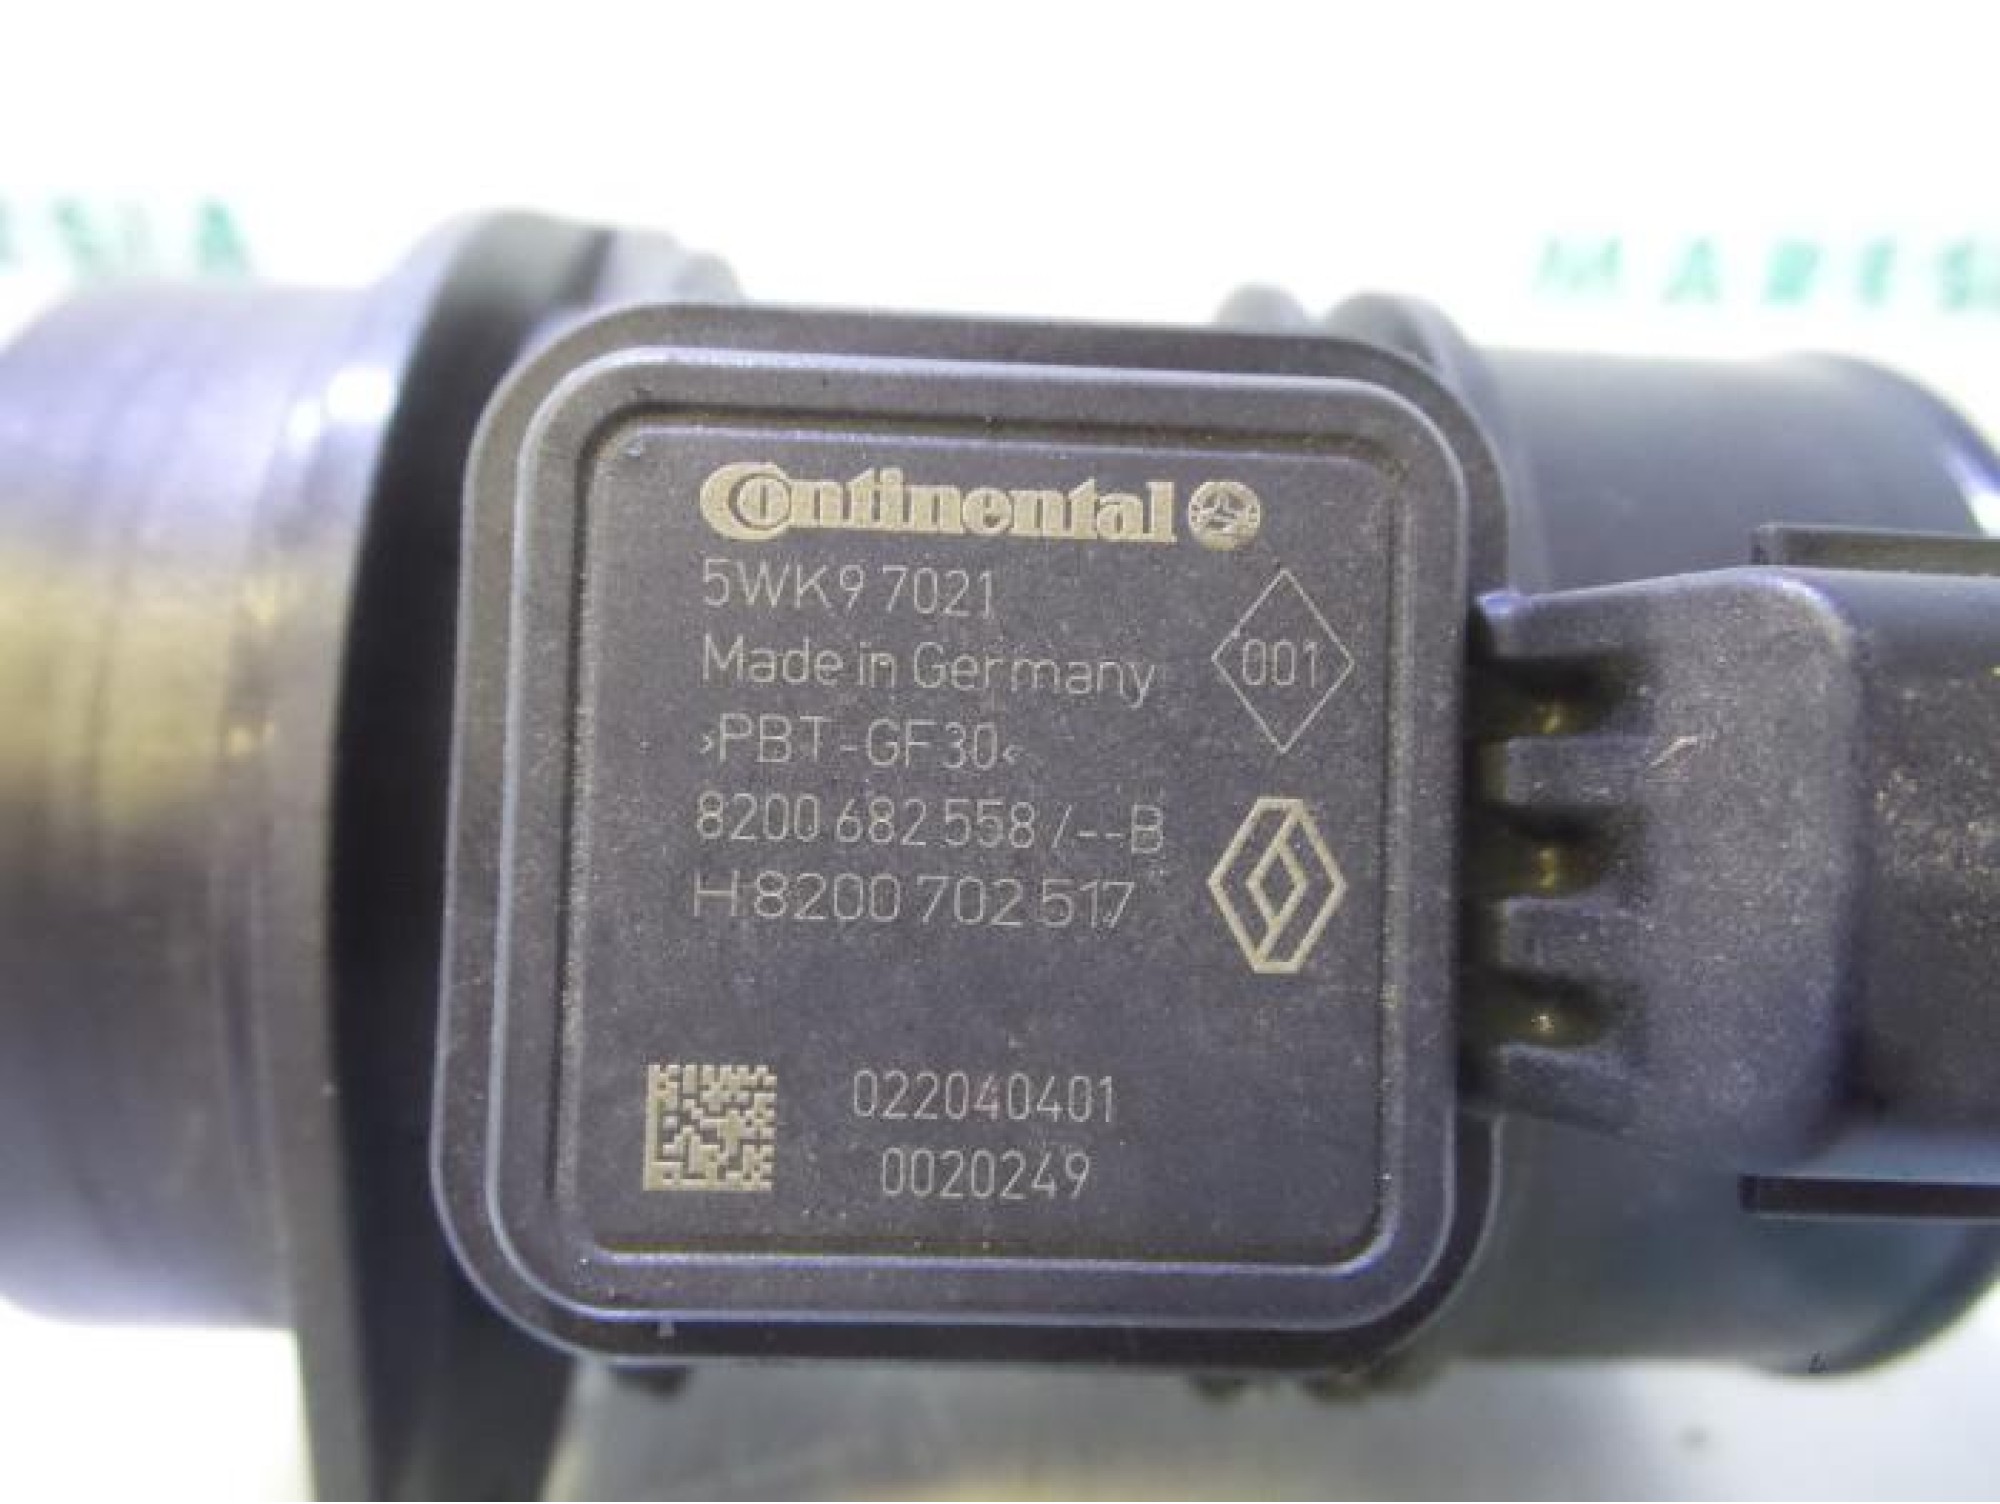 Continental
5WK9 7021
Made in Germany
001
>PBT-GF30<
8200 682 558 /--B
H:8200 702 517
022040401
0020249